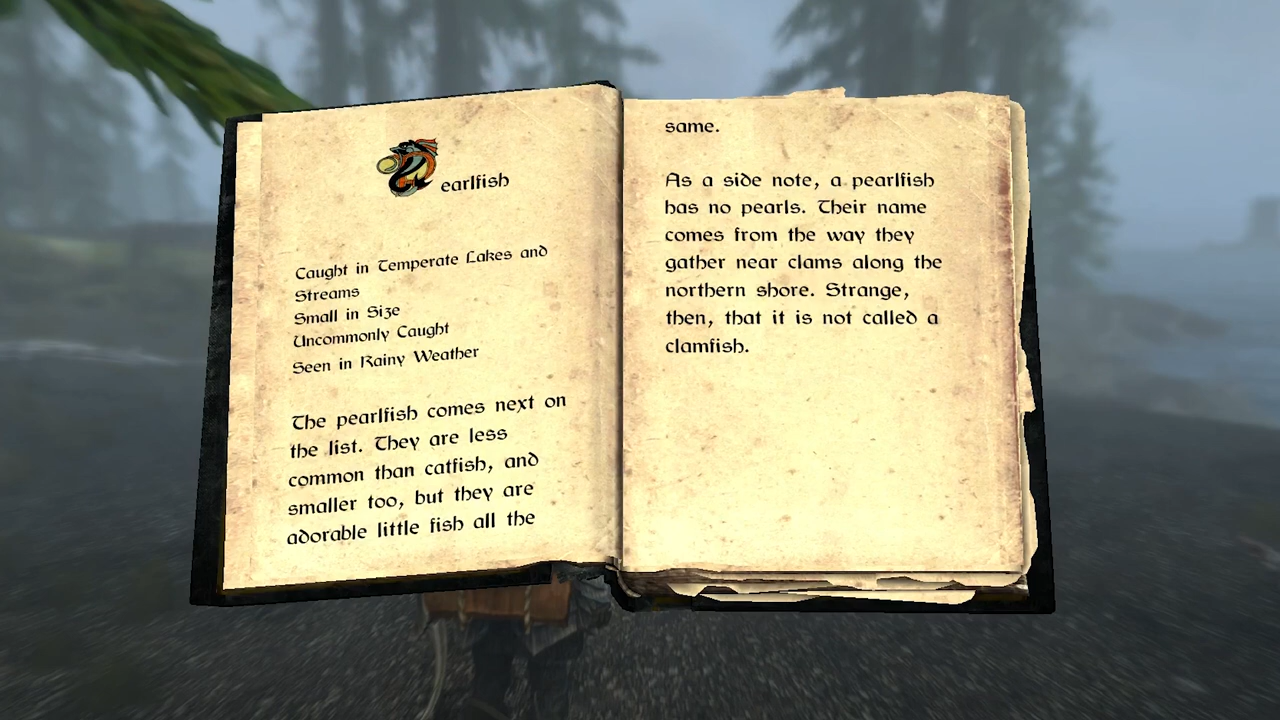 Pearlfish
Caught in Temperate Lakes and
Streams
Small in Size
Uncommonly Caught
Seen in Rainy Weather
The pearlfish comes next on
the list. They are less
common than catfish, and
smaller too, but they are
adorable little fish all the
same.
As a side note, a pearlfish
has no pearls. Their name
comes from the way they
gather near clams along the
northern shore. Strange,
then, that it is not called a
clamfish.